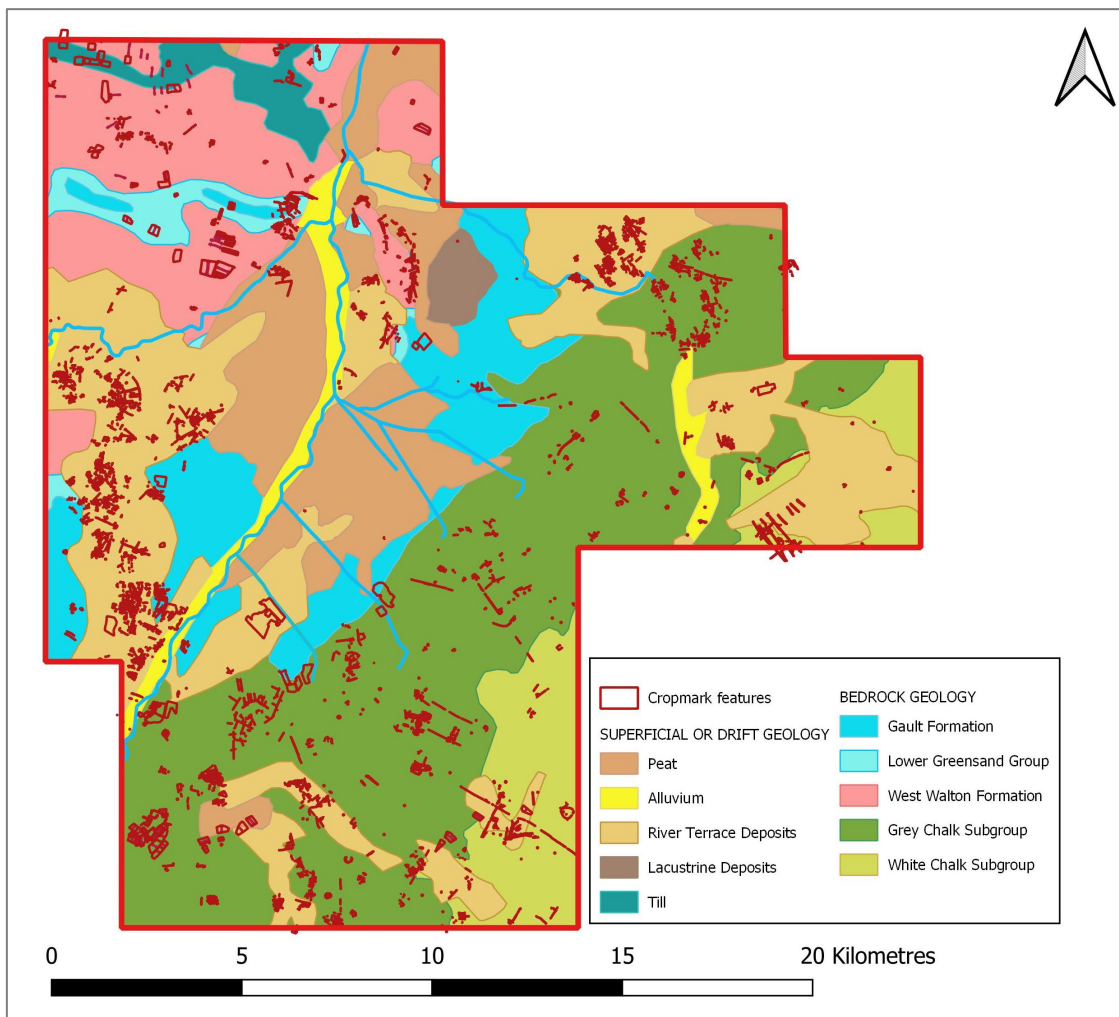 Cropmark features
SUPERFICIAL OR DRIFT GEOLOGY
Peat
Alluvium
River Terrace Deposits
Lacustrine Deposits
Till
BEDROCK GEOLOGY
Gault Formation
Lower Greensand Group
West Walton Formation
Grey Chalk Subgroup
White Chalk Subgroup
0 5 10 15 20 Kilometres